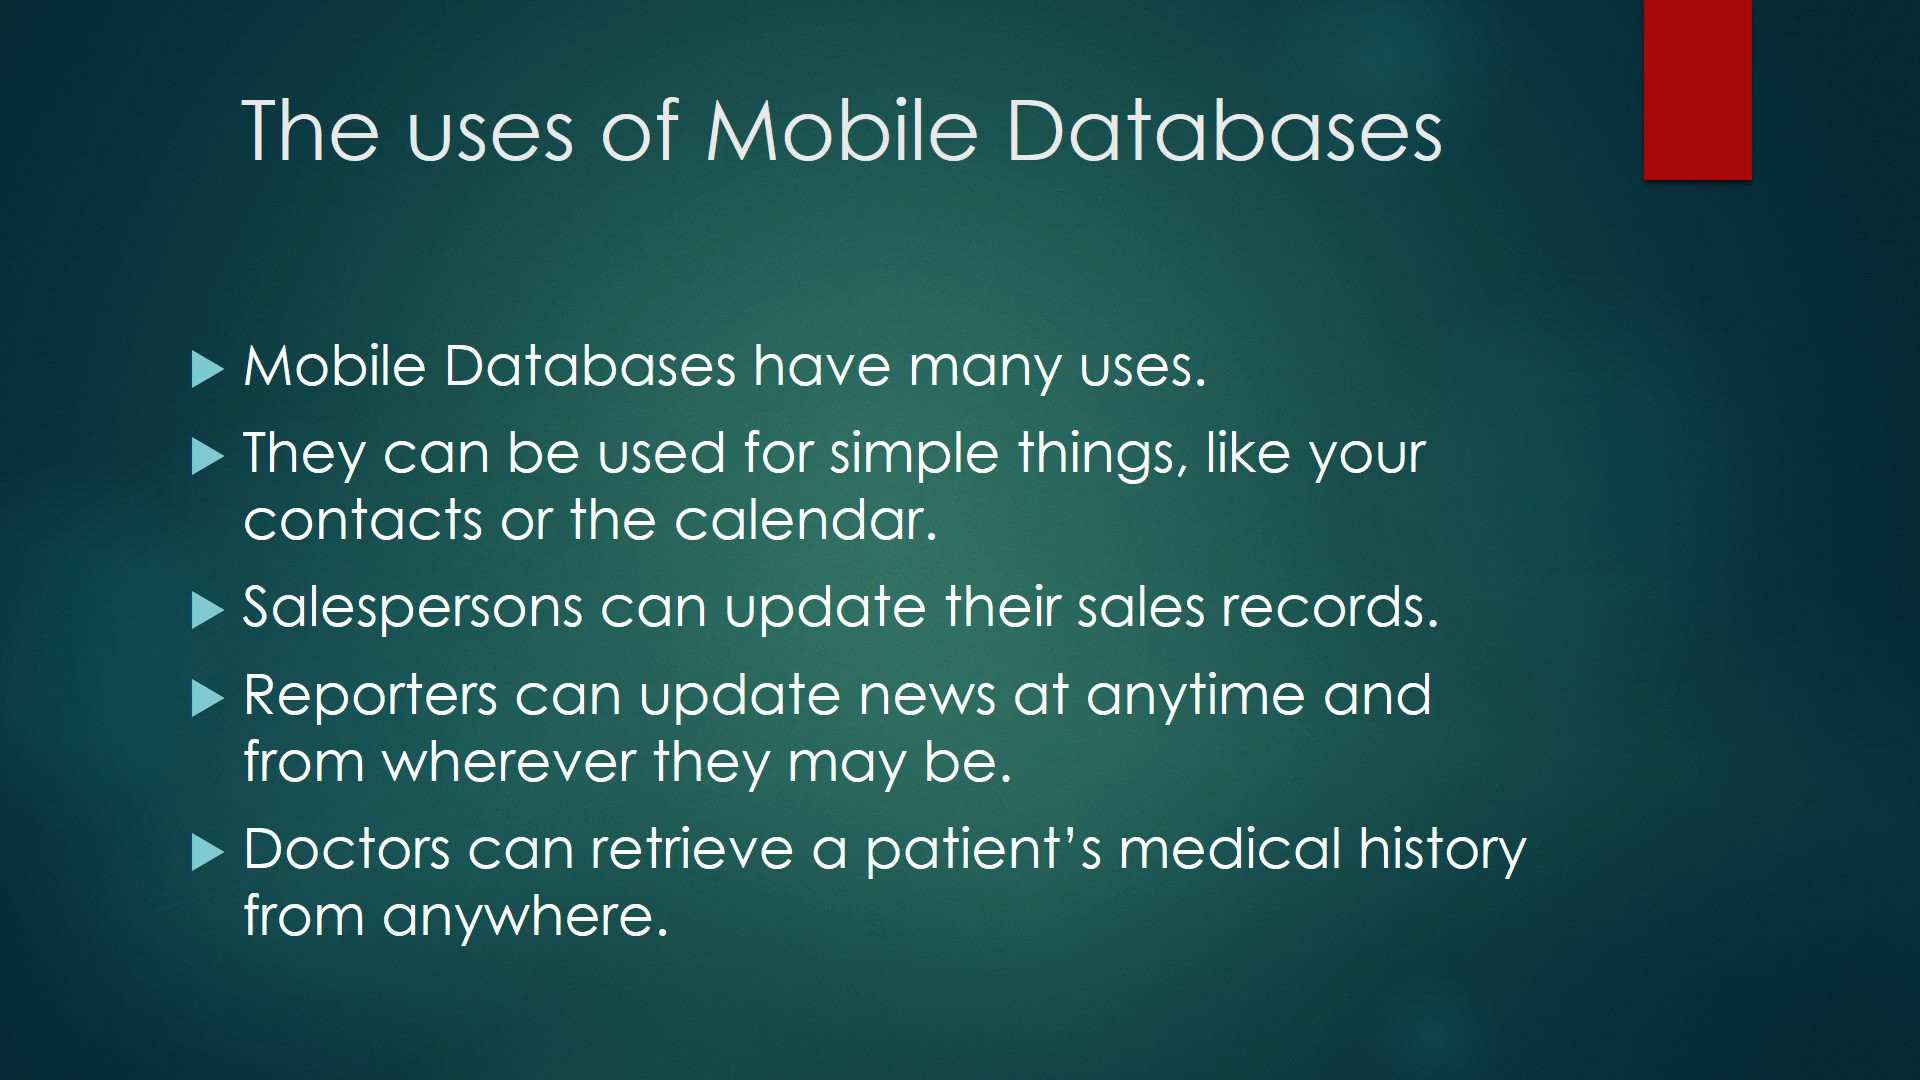 The uses of Mobile Databases
Mobile Databases have many uses.
They can be used for simple things, like your
contacts or the calendar.
Salespersons can update their sales records.
Reporters can update news at anytime and
from wherever they may be.
Doctors can retrieve a patient’s medical history
from anywhere.